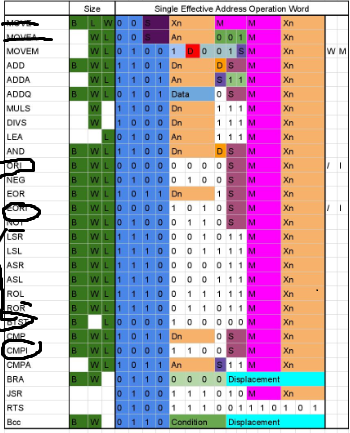 Size Single Effective Address Operation Word
MOVE B L W 0 0 S Xn M M Xn
MOVEA L W 0 0 S An 0 0 1 M Xn
MOVEM W L 0 1 0 0 1 D 0 0 1 S M Xn W M
ADD B W L 1 1 0 1 Dn D S M Xn
ADDA W L 1 1 0 1 An S 1 1 M Xn
ADDQ B W L 0 1 0 1 Data 0 S M Xn
MULS W 1 1 0 0 Dn 1 1 1 M Xn
DIVS W 1 0 0 0 Dn 1 1 1 M Xn
LEA L 0 1 0 0 An 1 1 1 M Xn
AND B W L 1 1 0 0 Dn D S M Xn
ORI B W L 0 0 0 0 0 0 0 0 S M Xn / I
NEG B W L 0 1 0 0 0 1 0 0 S M Xn
EOR B W L 1 0 1 1 Dn 1 S M Xn
EORI B W L 0 0 0 0 1 0 1 0 S M Xn / I
NOT B W L 0 1 0 0 0 1 1 0 S M Xn
LSR B W L 1 1 1 0 0 0 1 0 1 1 M Xn
LSL B W L 1 1 1 0 0 0 1 1 1 1 M Xn
ASR B W L 1 1 1 0 0 0 0 0 1 1 M Xn
ASL B W L 1 1 1 0 0 0 0 1 1 1 M Xn
ROL B W L 1 1 1 0 0 1 1 1 1 1 M Xn
ROR B W L 1 1 1 0 0 1 1 0 1 1 M Xn
BTST B L 0 0 0 0 1 0 0 0 0 0 M Xn
CMP B W L 1 0 1 1 Dn 0 S M Xn
CMPI B W L 0 0 0 0 1 1 0 0 S M Xn
CMPA W L 1 0 1 1 An S 1 1 M Xn
BRA B W 0 1 1 0 0 0 0 0 Displacement
JSR 0 1 0 0 1 1 1 0 1 0 M Xn
RTS 0 1 0 0 1 1 1 0 0 1 1 1 0 1 0 1
Bcc B W 0 1 1 0 Condition Displacement